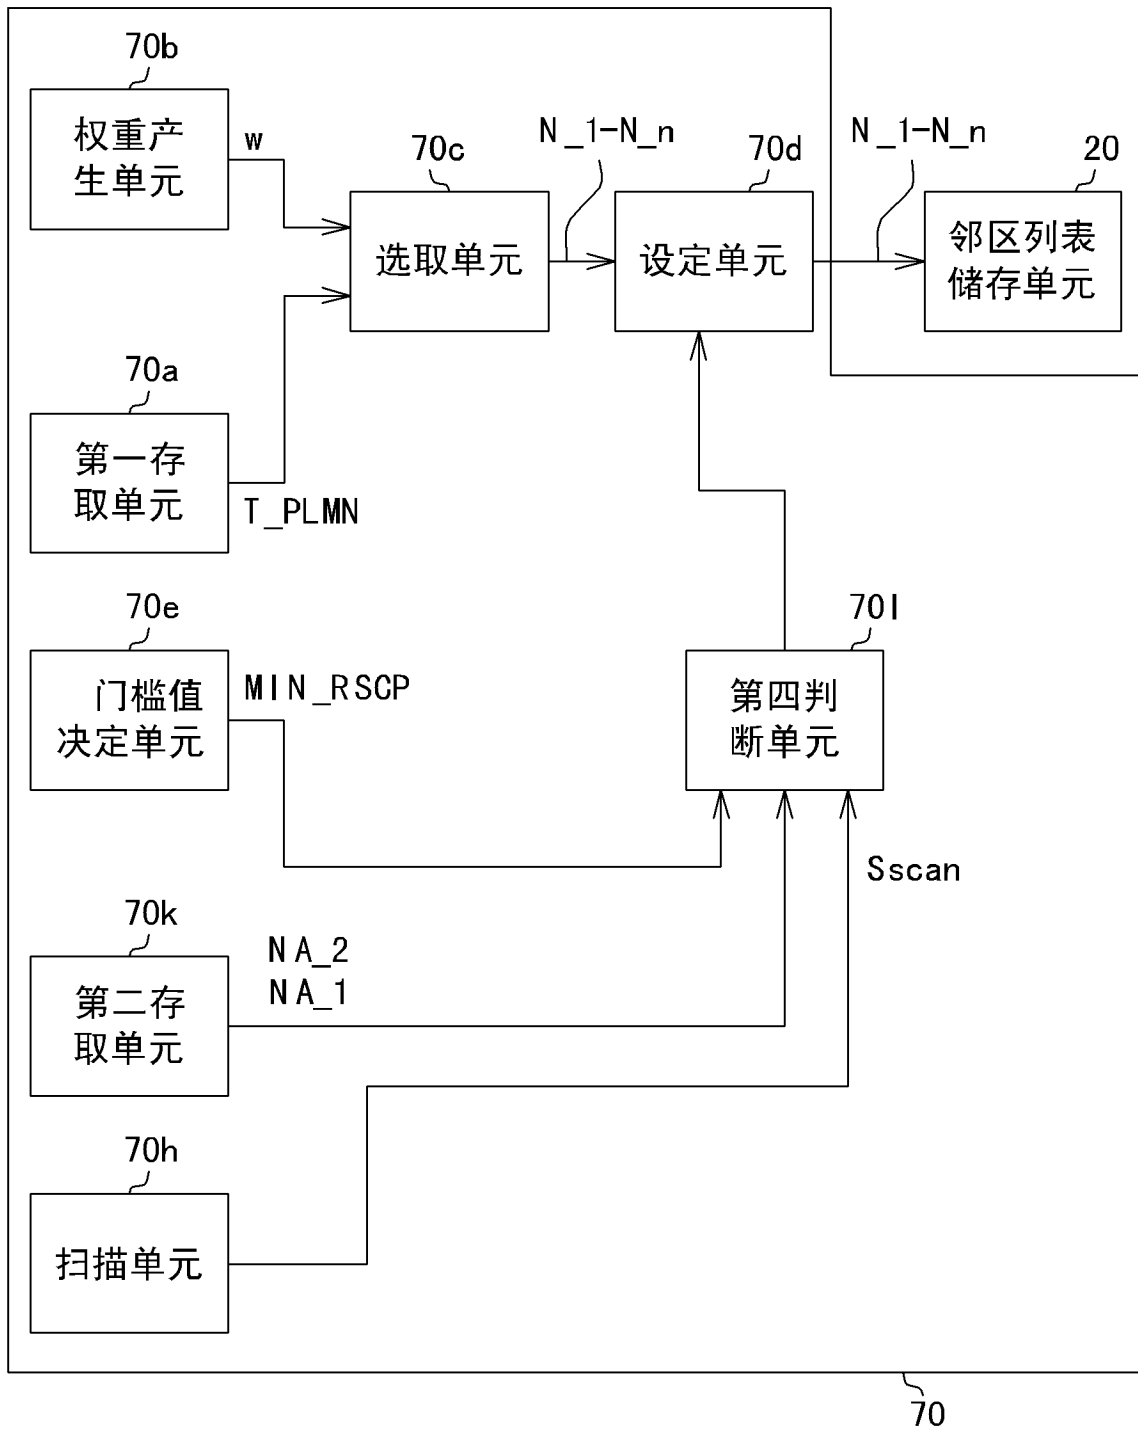 70b
权重产
生单元
w
70c
选取单元
N_1-N_n
70d
设定单元
N_1-N_n
20
邻区列表
储存单元
70a
第一存
取单元
T_PLMN
70e
门槛值
决定单元
MIN_RSCP
70l
第四判
断单元
Sscan
70k
第二存
取单元
NA_2
NA_1
70h
扫描单元
70